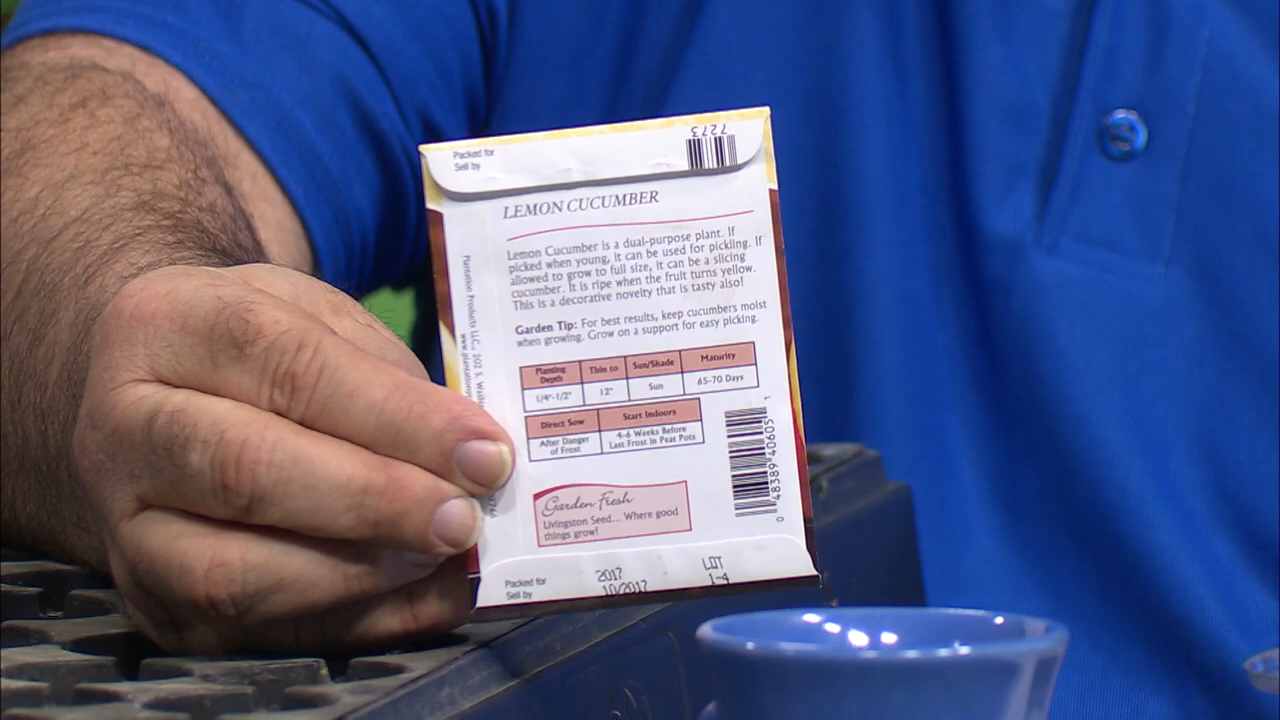 7273
Packed for
Sell by
LEMON CUCUMBER
Lemon Cucumber is a dual-purpose plant. If
picked when young, it can be used for pickling. If
allowed to grow to full size, it can be a slicing
cucumber. It is ripe when the fruit turns yellow.
This is a decorative novelty that is tasty also!
Garden Tip: For best results, keep cucumbers moist
when growing. Grow on a support for easy picking.
Planting Depth Thin to Sun/Shade Maturity
1/4"-1/2" 12" Sun 65-70 Days
Direct Sow Start Indoors
After Danger of Frost 4-6 Weeks Before Last Frost in Peat Pots
Garden Fresh
Livingston Seed... Where good
things grow!
0 48389 40605 1
Plantation Products LLC., 202 S. Wash
Packed for 2017 LOT
Sell by 10/2017 1-4